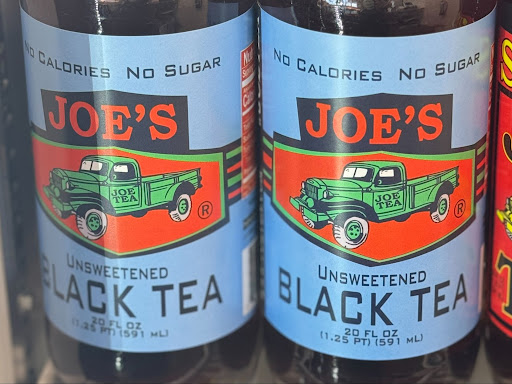 No Calories No Sugar
JOE'S
JOE
TEA
®
Unsweetened
BLACK TEA
20 FL OZ
(1.25 PT) (591 mL)
No Calories No Sugar
JOE'S
JOE
TEA
®
Unsweetened
BLACK TEA
20 FL OZ
(1.25 PT) (591 mL)